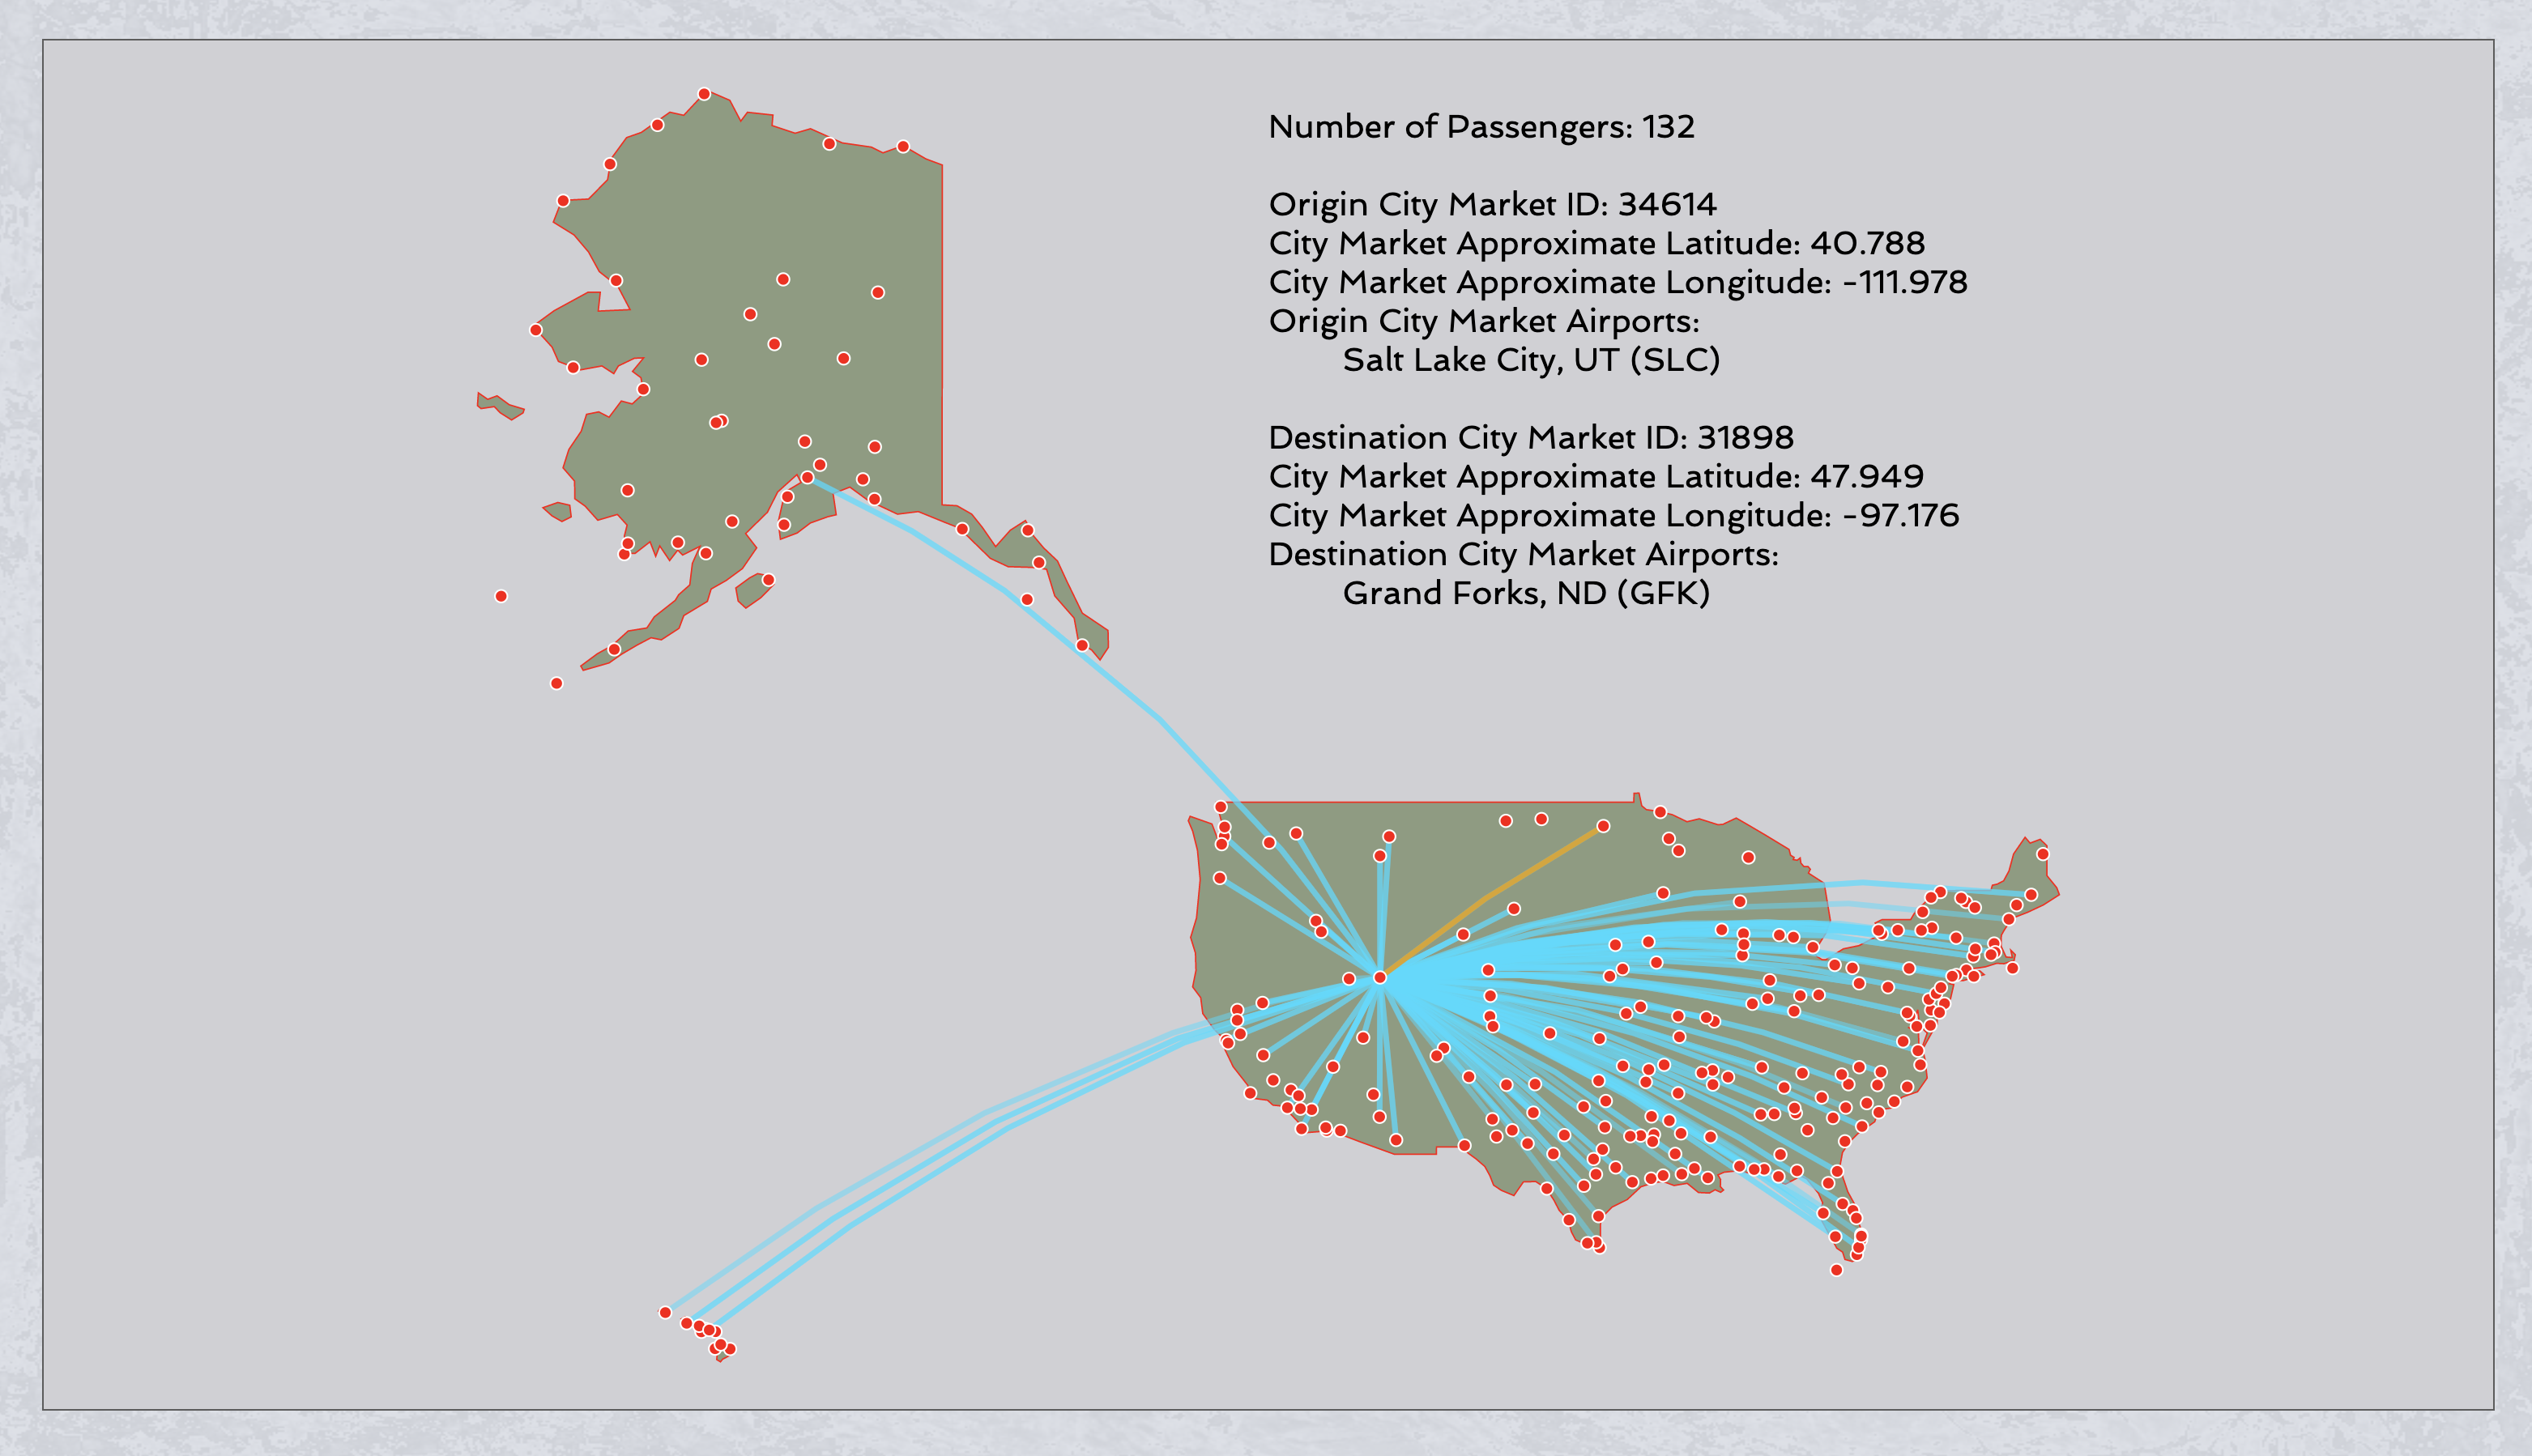 Number of Passengers: 132
Origin City Market ID: 34614
City Market Approximate Latitude: 40.788
City Market Approximate Longitude: -111.978
Origin City Market Airports:
Salt Lake City, UT (SLC)
Destination City Market ID: 31898
City Market Approximate Latitude: 47.949
City Market Approximate Longitude: -97.176
Destination City Market Airports:
Grand Forks, ND (GFK)